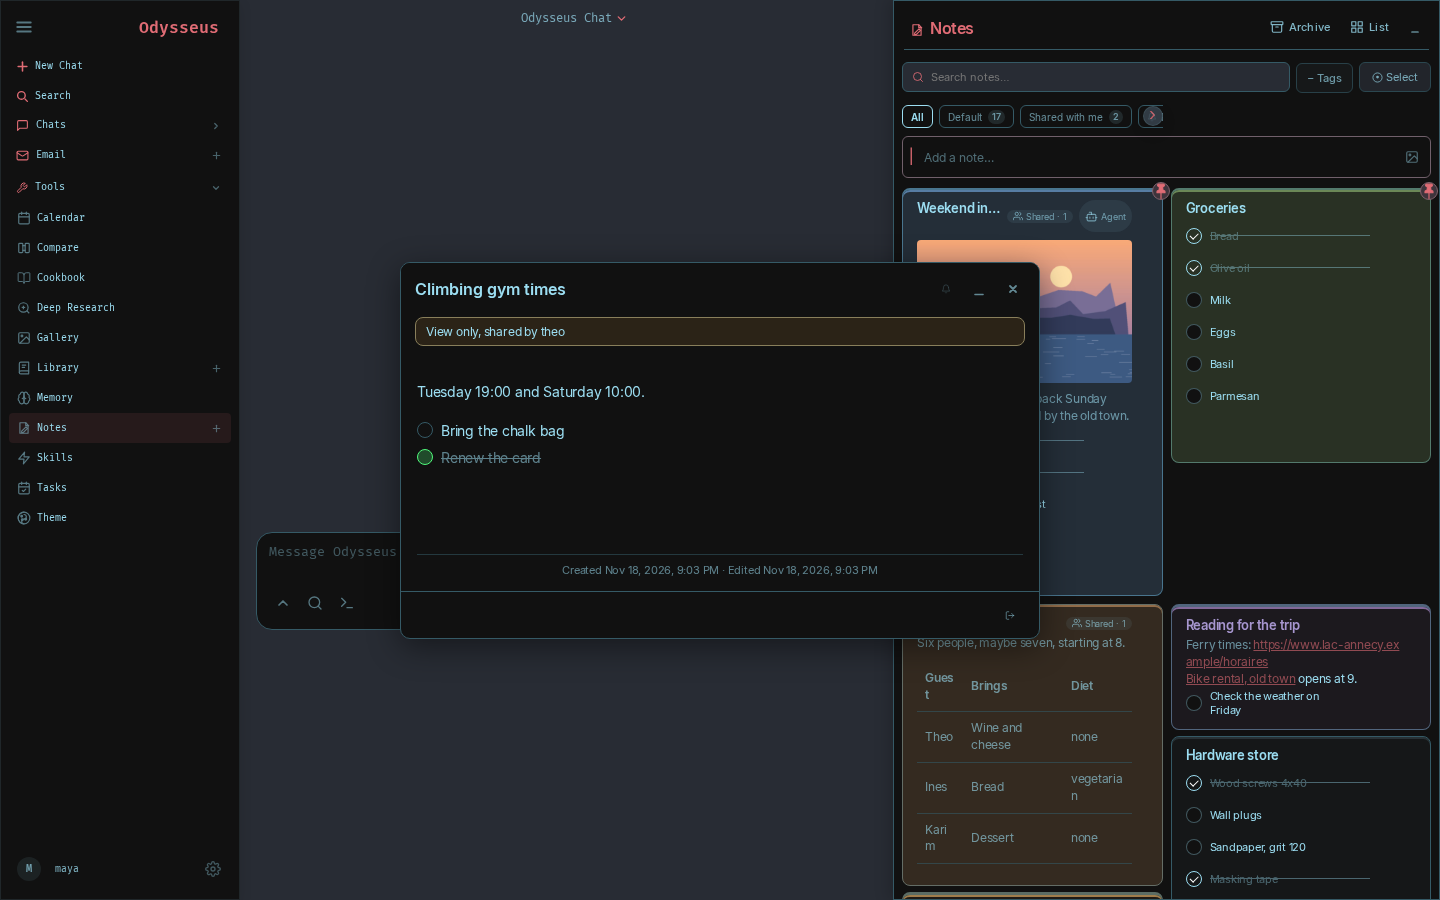 Odysseus
New Chat
Search
Chats
Email
Tools
Calendar
Compare
Cookbook
Deep Research
Gallery
Library
Memory
Notes
Skills
Tasks
Theme
M
maya
Odysseus Chat
Message Odysseus
Climbing gym times
View only, shared by theo
Tuesday 19:00 and Saturday 10:00.
Bring the chalk bag
Renew the card
Created Nov 18, 2026, 9:03 PM · Edited Nov 18, 2026, 9:03 PM
Notes
Archive
List
Search notes...
– Tags
Select
All
Default 17
Shared with me 2
Add a note...
Weekend in...
Shared · 1
Agent
back Sunday
by the old town.
Groceries
Bread
Olive oil
Milk
Eggs
Basil
Parmesan
Shared · 1
Six people, maybe seven, starting at 8.
Gues
t
Brings
Diet
Theo
Wine and
cheese
none
Ines
Bread
vegetaria
n
Kari
m
Dessert
none
Reading for the trip
Ferry times: https://www.lac-annecy.ex
ample/horaires
Bike rental, old town opens at 9.
Check the weather on
Friday
Hardware store
Wood screws 4x40
Wall plugs
Sandpaper, grit 120
Masking tape